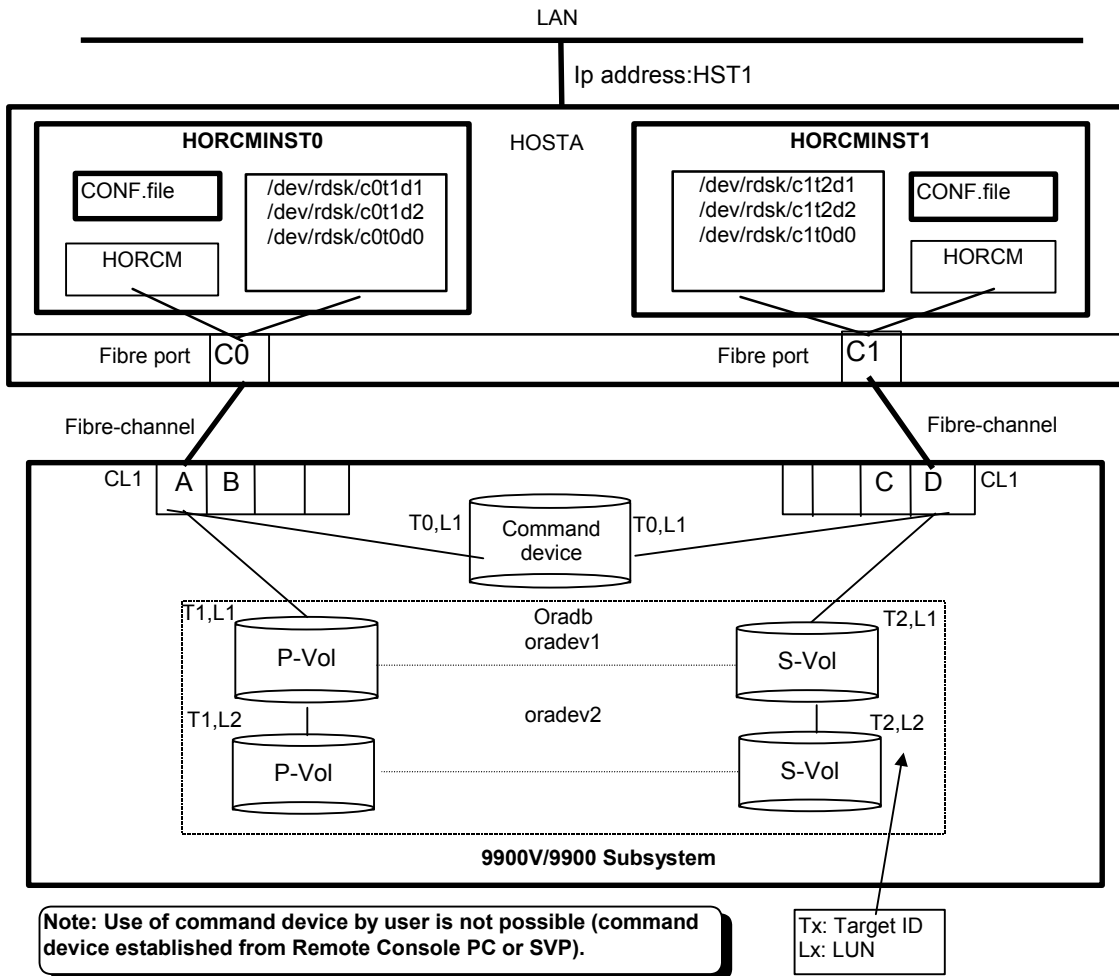 LAN
Ip address:HST1
HORCMINST0
HOSTA
HORCMINST1
CONF.file
/dev/rdsk/c0t1d1
/dev/rdsk/c0t1d2
/dev/rdsk/c0t0d0
HORCM
/dev/rdsk/c1t2d1
/dev/rdsk/c1t2d2
/dev/rdsk/c1t0d0
CONF.file
HORCM
Fibre port
C0
Fibre port
C1
Fibre-channel
Fibre-channel
CL1
A
B
C
D
CL1
T0,L1
Command
device
T0,L1
T1,L1
Oradb
oradev1
T2,L1
P-Vol
S-Vol
T1,L2
oradev2
T2,L2
P-Vol
S-Vol
9900V/9900 Subsystem
Note: Use of command device by user is not possible (command
device established from Remote Console PC or SVP).
Tx: Target ID
Lx: LUN